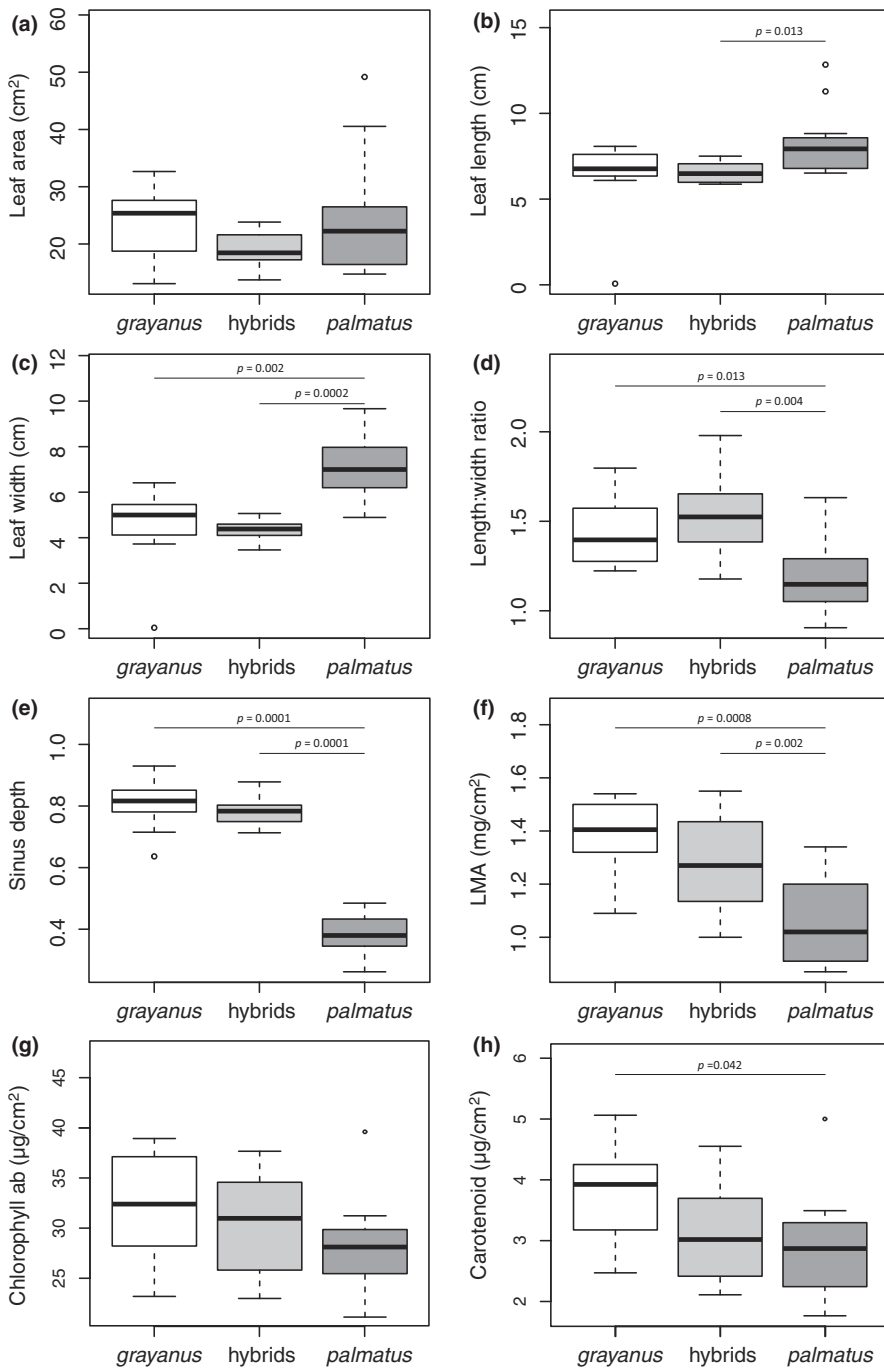 (a)
Leaf area (cm²)
60
50
40
30
20
grayanus hybrids palmatus
(b)
Leaf length (cm)
15
10
5
0
p = 0.013
grayanus hybrids palmatus
(c)
Leaf width (cm)
12
10
8
6
4
2
0
p = 0.002
p = 0.0002
grayanus hybrids palmatus
(d)
Length:width ratio
2.0
1.5
1.0
p = 0.013
p = 0.004
grayanus hybrids palmatus
(e)
Sinus depth
1.0
0.8
0.6
0.4
p = 0.0001
p = 0.0001
grayanus hybrids palmatus
(f)
LMA (mg/cm²)
1.8
1.6
1.4
1.2
1.0
p = 0.0008
p = 0.002
grayanus hybrids palmatus
(g)
Chlorophyll ab (µg/cm²)
45
40
35
30
25
grayanus hybrids palmatus
(h)
Carotenoid (µg/cm²)
6
5
4
3
2
p =0.042
grayanus hybrids palmatus